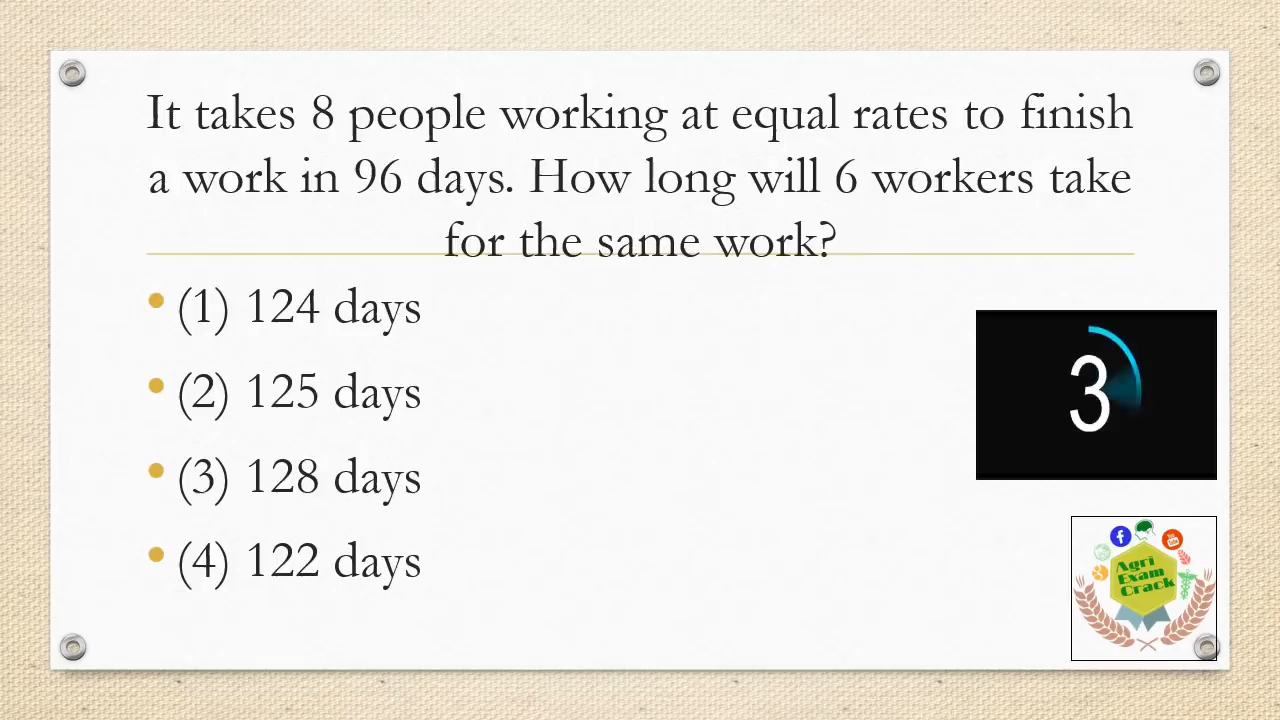 It takes 8 people working at equal rates to finish
a work in 96 days. How long will 6 workers take
for the same work?
(1) 124 days
(2) 125 days
(3) 128 days
(4) 122 days
3
Agri
Exam
Crack